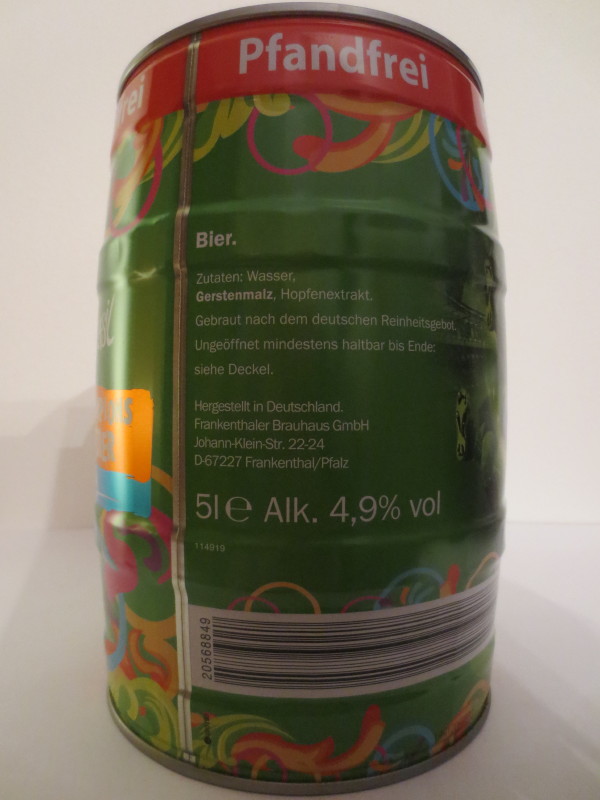 Pfandfrei
Bier.
Zutaten: Wasser,
Gerstenmalz, Hopfenextrakt.
Gebraut nach dem deutschen Reinheitsgebot.
Ungeöffnet mindestens haltbar bis Ende:
siehe Deckel.
Hergestellt in Deutschland.
Frankenthaler Brauhaus GmbH
Johann-Klein-Str. 22-24
D-67227 Frankenthal/Pfalz
5l ℮ Alk. 4,9% vol
114919
20568849